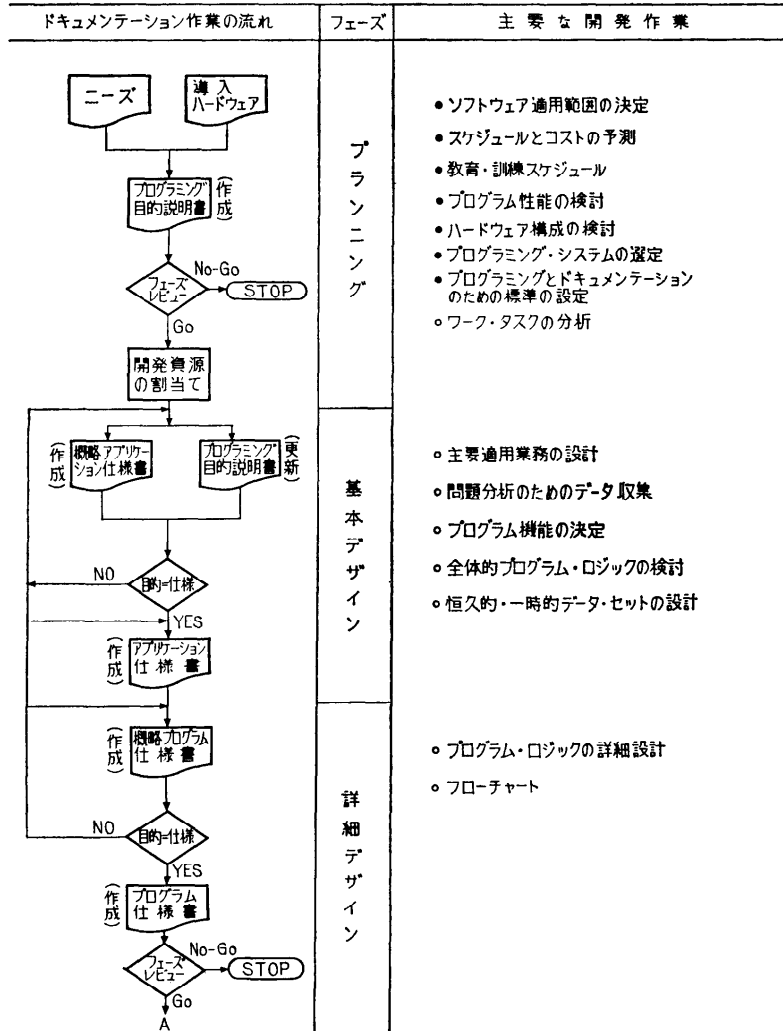 ドキュメンテーション作業の流れ
フェーズ
主要な開発作業
ニーズ
導入
ハードウェア
プログラミング
目的説明書
(作成)
フェーズ
レビュー
No-Go
STOP
Go
開発資源
の割当て
プランニング
• ソフトウェア適用範囲の決定
• スケジュールとコストの予測
• 教育・訓練スケジュール
• プログラム性能の検討
• ハードウェア構成の検討
• プログラミング・システムの選定
• プログラミングとドキュメンテーション
のための標準の設定
○ ワーク・タスクの分析
(作成)
概略アプリケー
ション仕様書
プログラミング
目的説明書
(更新)
目的=仕様
NO
YES
(作成)
アプリケーション
仕様書
基本デザイン
○ 主要適用業務の設計
○ 問題分析のためのデータ収集
○ プログラム機能の決定
○ 全体的プログラム・ロジックの検討
○ 恒久的・一時的データ・セットの設計
(作成)
概略プログラム
仕様書
目的=仕様
NO
YES
(作成)
プログラム
仕様書
フェーズ
レビュー
No-Go
STOP
Go
A
詳細デザイン
○ プログラム・ロジックの詳細設計
○ フローチャート